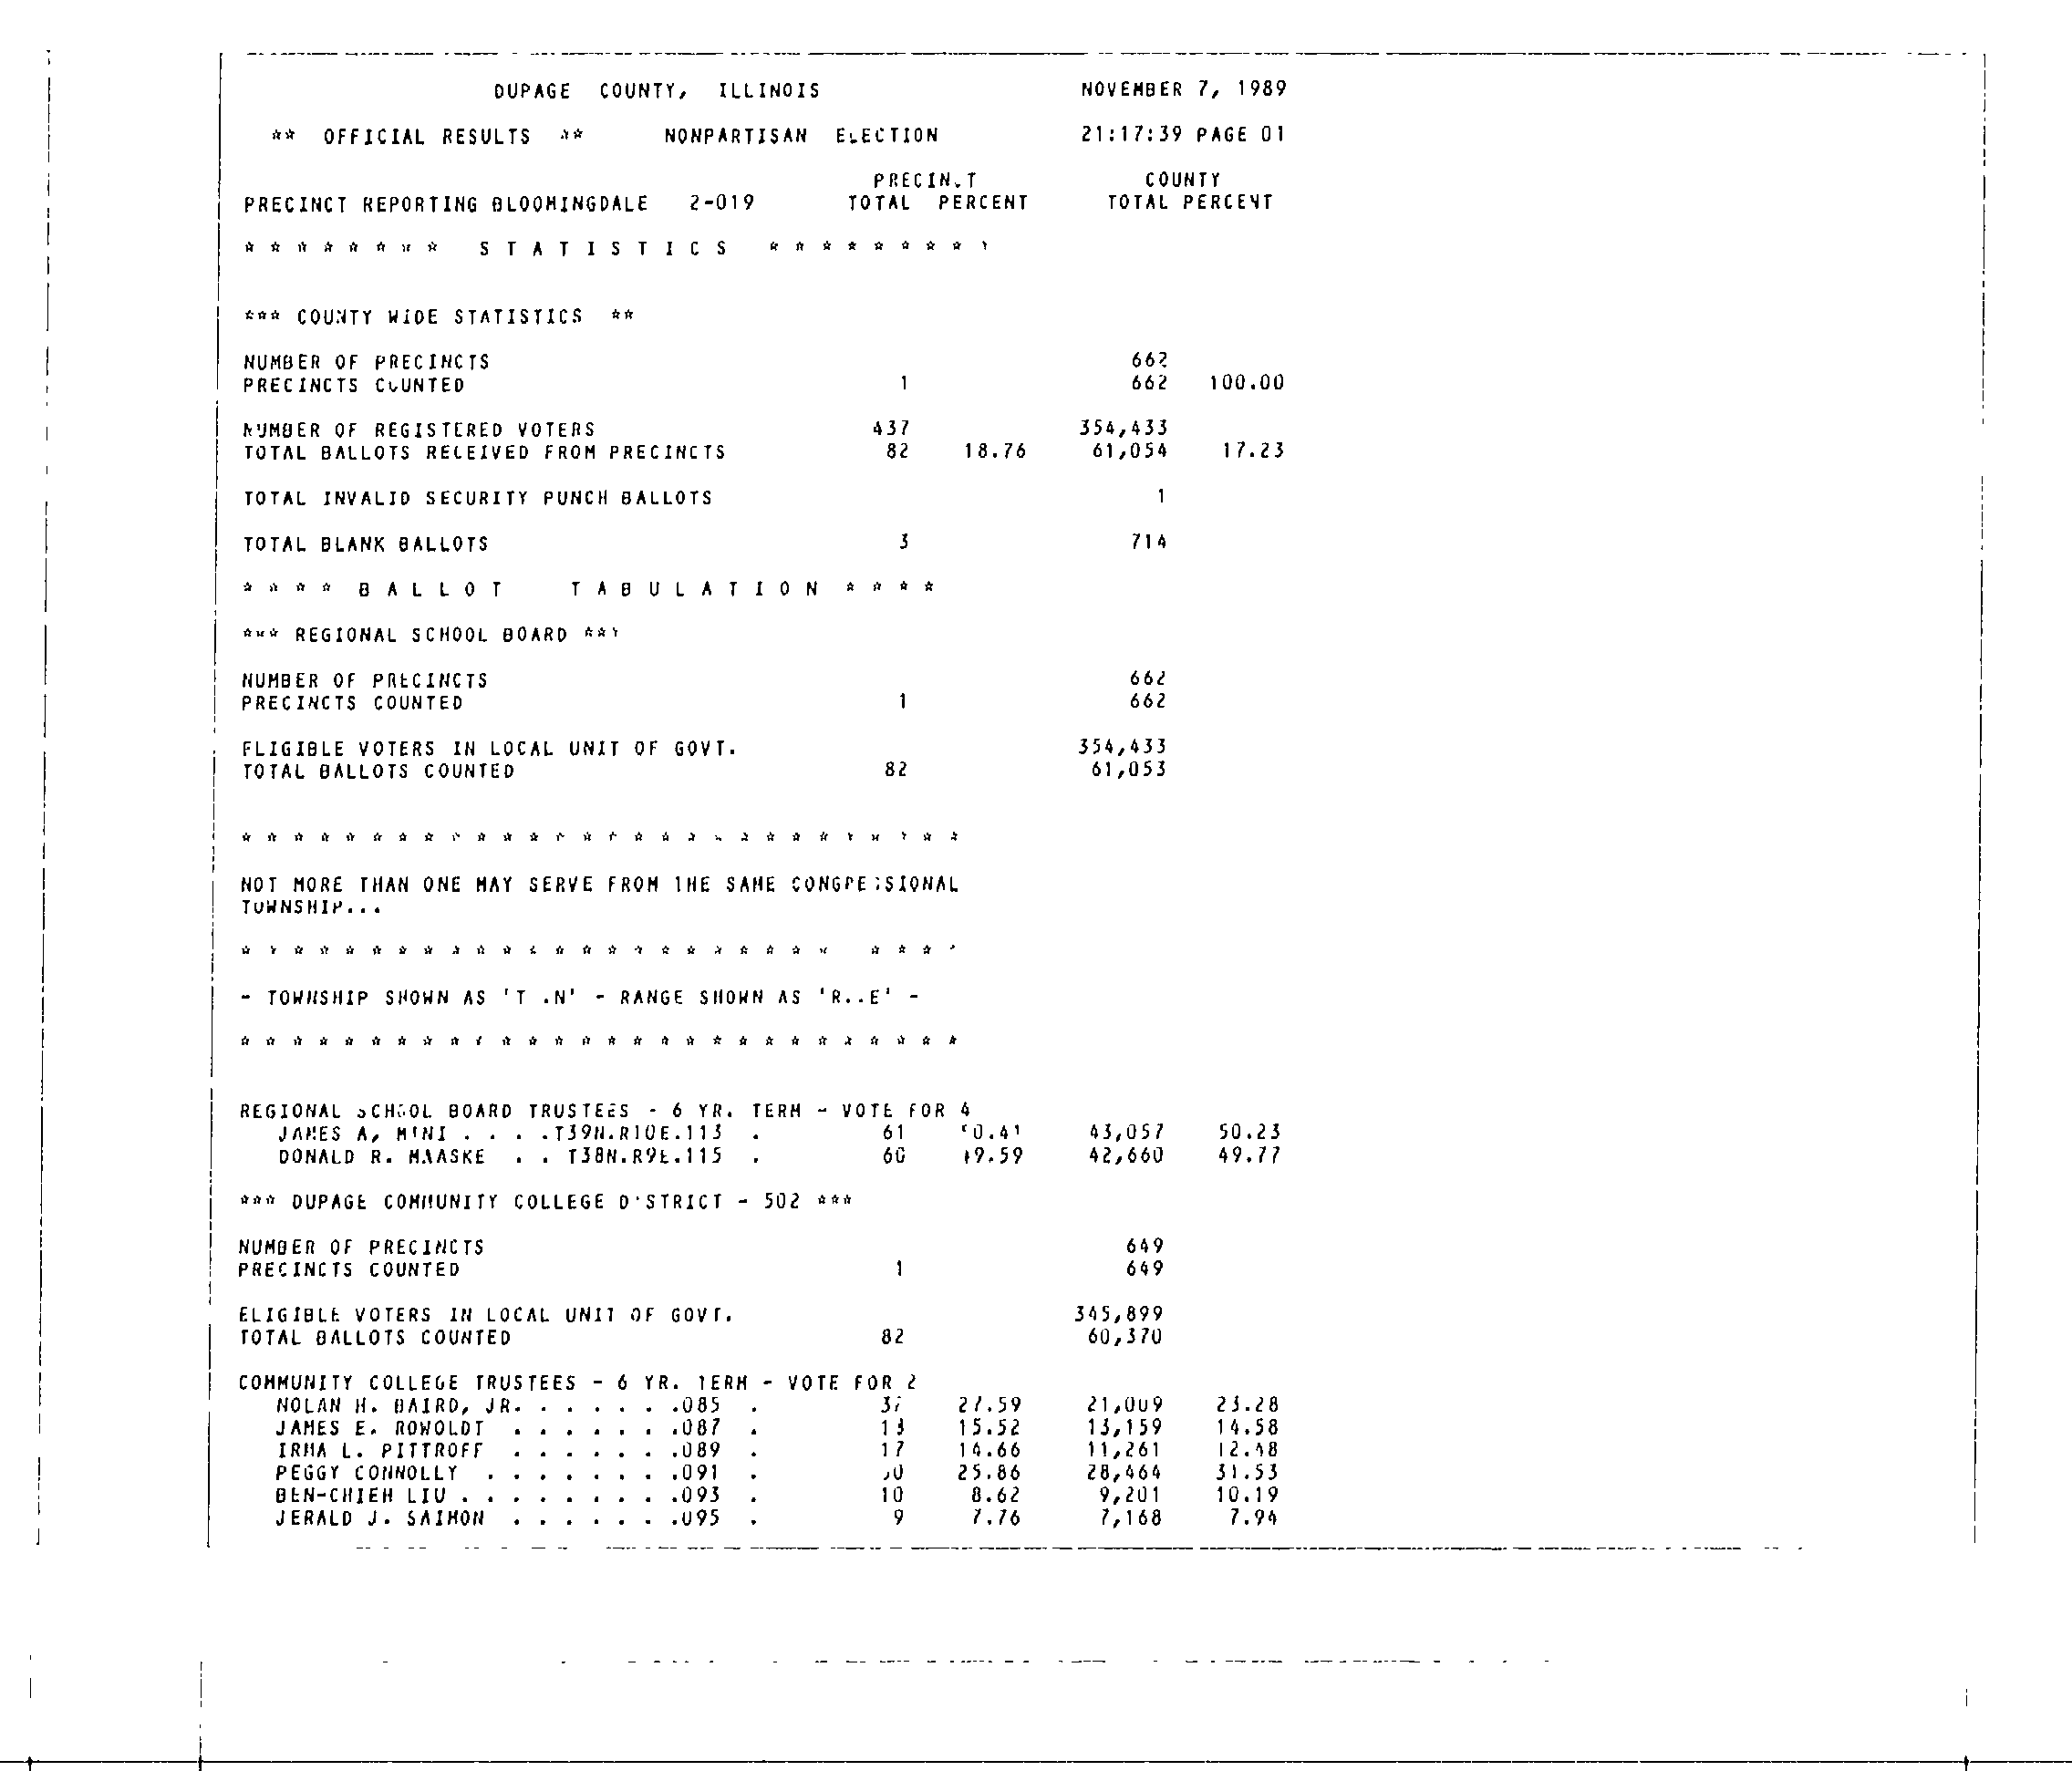 DUPAGE COUNTY, ILLINOIS NOVEMBER 7, 1989
** OFFICIAL RESULTS ** NONPARTISAN ELECTION 21:17:39 PAGE 01
PRECINCT COUNTY
PRECINCT REPORTING BLOOMINGDALE 2-019 TOTAL PERCENT TOTAL PERCENT
* * * * * * * * S T A T I S T I C S * * * * * * * * *
*** COUNTY WIDE STATISTICS **
NUMBER OF PRECINCTS 662
PRECINCTS COUNTED 1 662 100.00
NUMBER OF REGISTERED VOTERS 437 354,433
TOTAL BALLOTS RECEIVED FROM PRECINCTS 82 18.76 61,054 17.23
TOTAL INVALID SECURITY PUNCH BALLOTS 1
TOTAL BLANK BALLOTS 3 714
* * * * B A L L O T T A B U L A T I O N * * * *
*** REGIONAL SCHOOL BOARD ***
NUMBER OF PRECINCTS 662
PRECINCTS COUNTED 1 662
ELIGIBLE VOTERS IN LOCAL UNIT OF GOVT. 354,433
TOTAL BALLOTS COUNTED 82 61,053
* * * * * * * * * * * * * * * * * * * * * * * * * * * *
NOT MORE THAN ONE MAY SERVE FROM THE SAME CONGRESSIONAL
TOWNSHIP...
* * * * * * * * * * * * * * * * * * * * * * * * * * *
- TOWNSHIP SHOWN AS 'T .N' - RANGE SHOWN AS 'R..E' -
* * * * * * * * * * * * * * * * * * * * * * * * * * * *
REGIONAL SCHOOL BOARD TRUSTEES - 6 YR. TERM - VOTE FOR 4
JAMES A. MINI . . . .T39N.R10E.113 . 61 50.41 43,057 50.23
DONALD R. MAASKE . . T38N.R9E.115 . 60 49.59 42,660 49.77
*** DUPAGE COMMUNITY COLLEGE DISTRICT - 502 ***
NUMBER OF PRECINCTS 649
PRECINCTS COUNTED 1 649
ELIGIBLE VOTERS IN LOCAL UNIT OF GOVT. 345,899
TOTAL BALLOTS COUNTED 82 60,370
COMMUNITY COLLEGE TRUSTEES - 6 YR. TERM - VOTE FOR 2
NOLAN H. BAIRD, JR. . . . . . .085 . 27.59 21,009 23.28
JAMES E. ROWOLDT . . . . . . .087 . 15.52 13,159 14.58
IRMA L. PITTROFF . . . . . . .089 . 17 14.66 11,261 12.48
PEGGY CONNOLLY . . . . . . . .091 . 25.86 28,464 31.53
BEN-CHIEH LIU . . . . . . . . .093 . 10 8.62 9,201 10.19
JERALD J. SAIMON . . . . . . .095 . 9 7.76 7,168 7.94